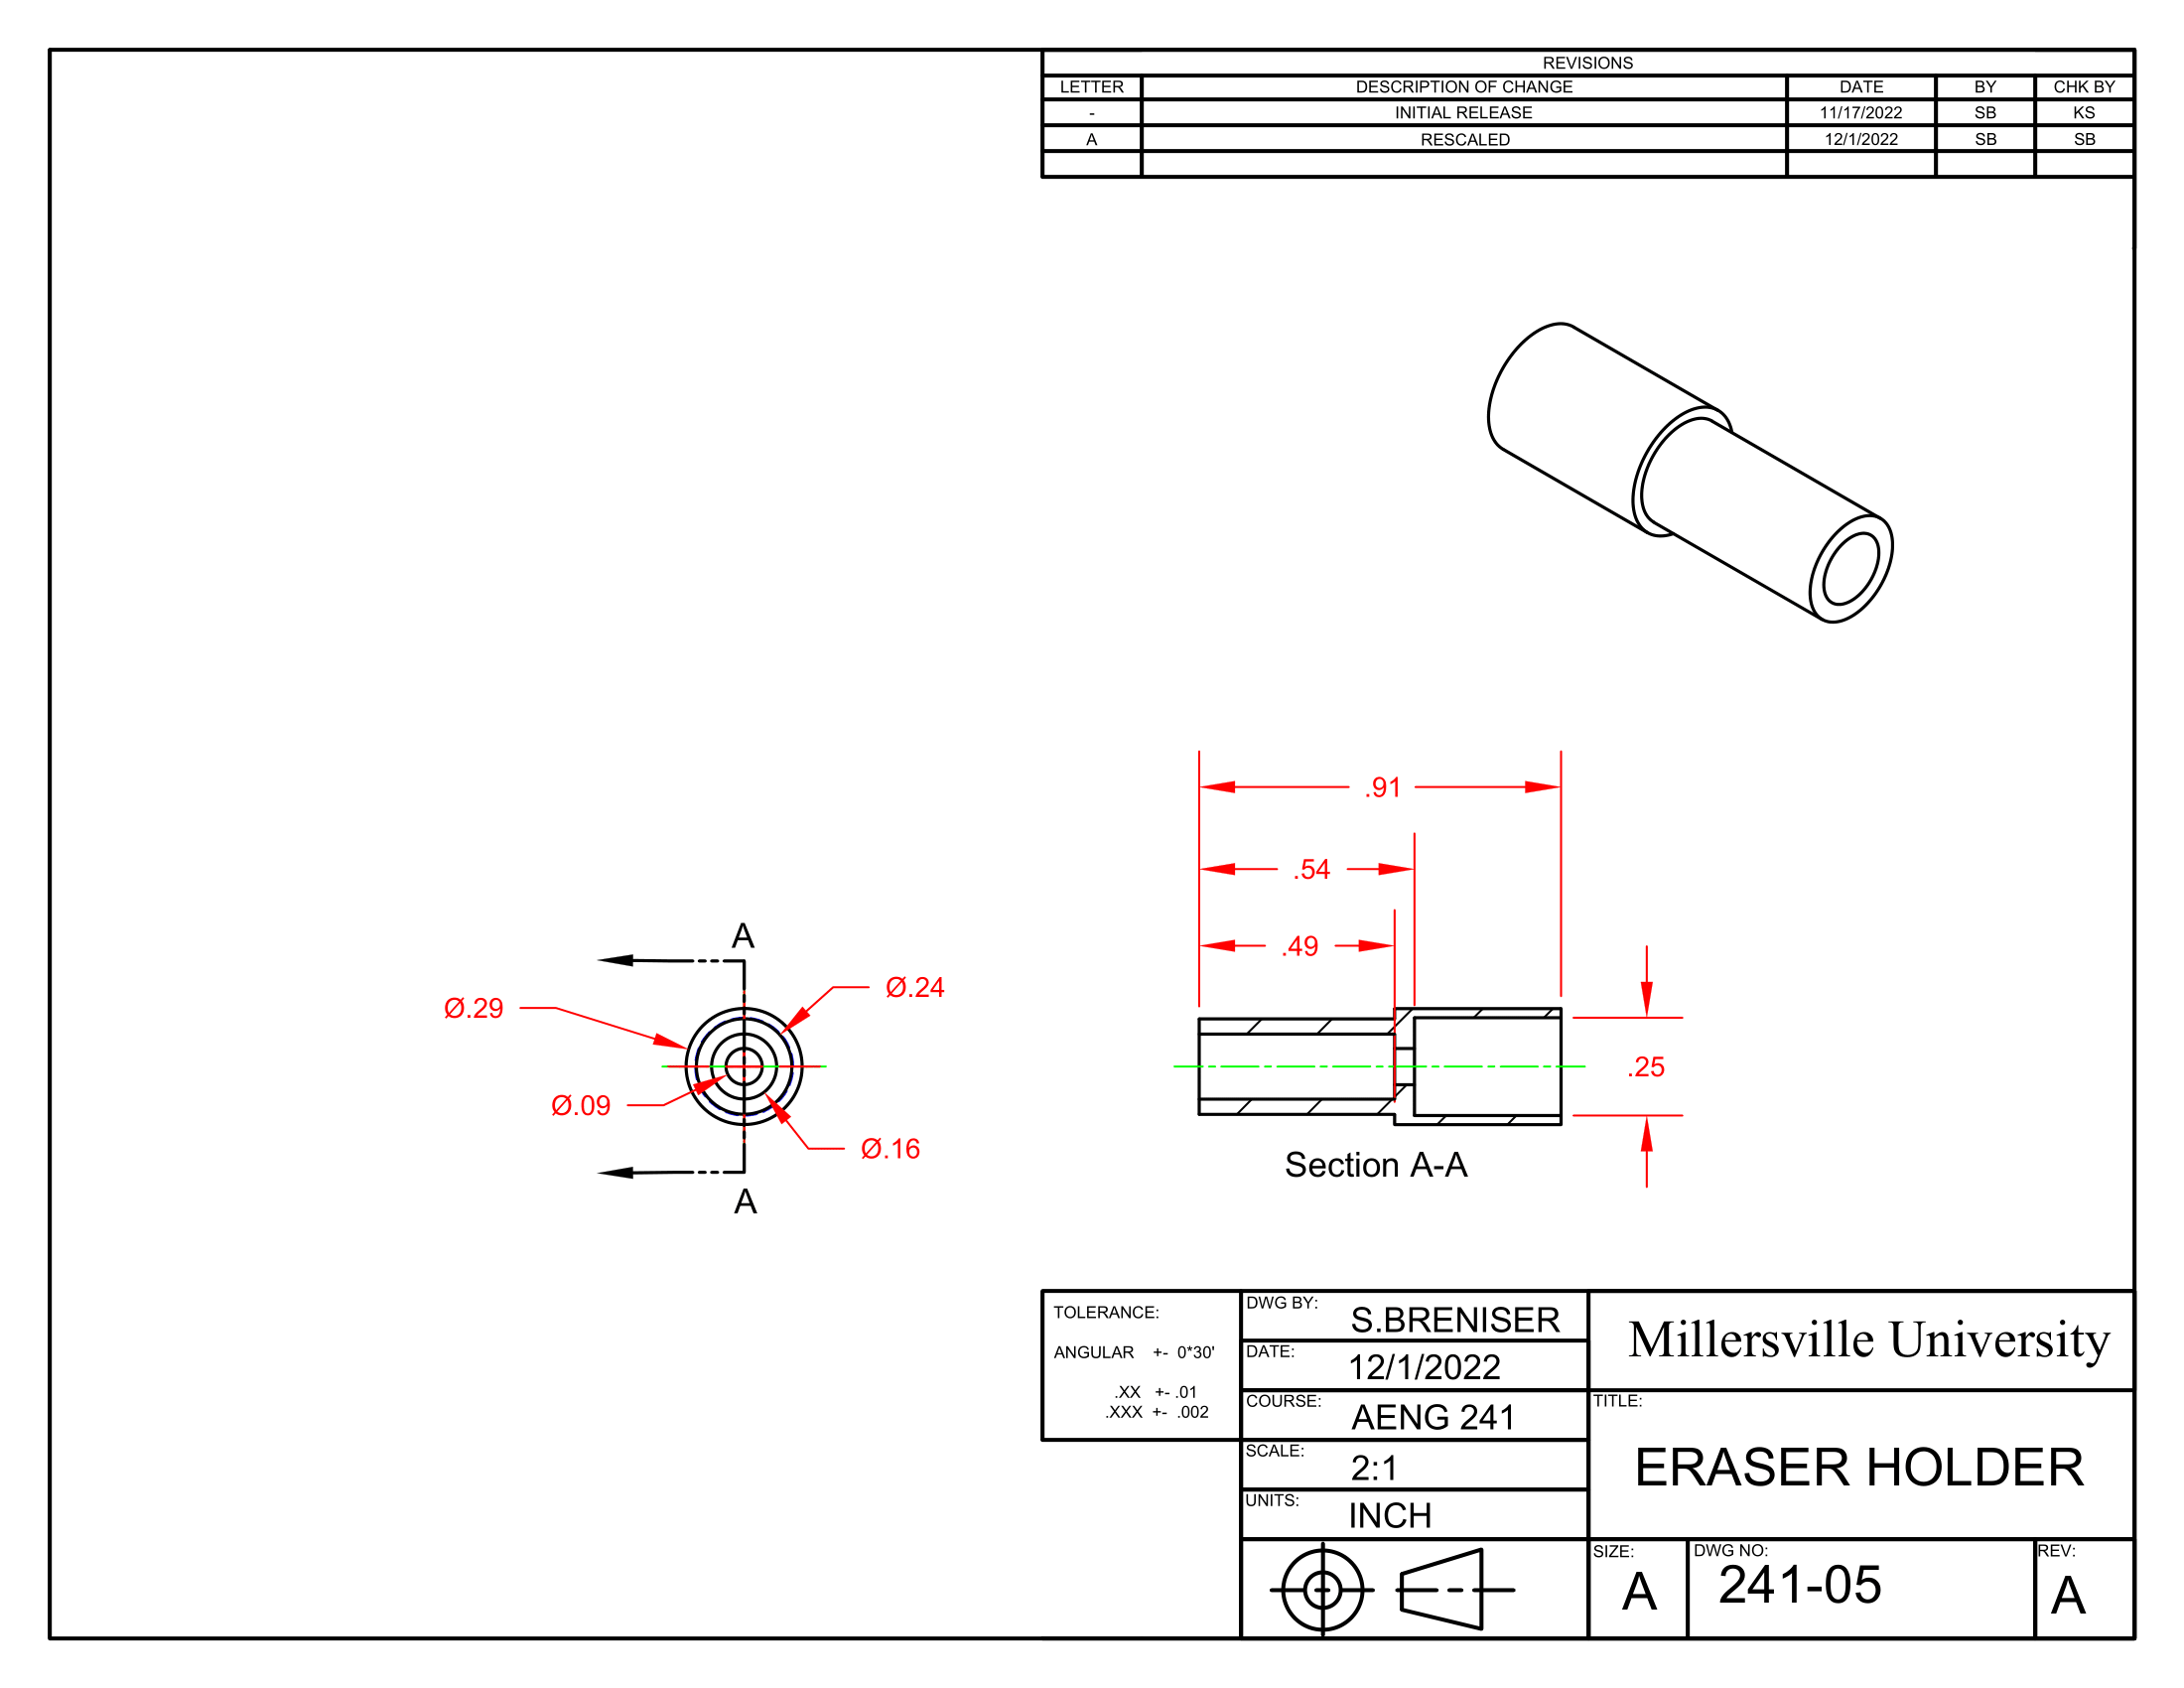 REVISIONS
LETTER DESCRIPTION OF CHANGE DATE BY CHK BY
- INITIAL RELEASE 11/17/2022 SB KS
A RESCALED 12/1/2022 SB SB
.91
.54
.49
A
Ø.29
Ø.24
.25
Ø.09
Ø.16
A
Section A-A
TOLERANCE:
ANGULAR +- 0*30'
.XX +- .01
.XXX +- .002
DWG BY: S.BRENISER
DATE: 12/1/2022
COURSE: AENG 241
SCALE: 2:1
UNITS: INCH
Millersville University
TITLE:
ERASER HOLDER
SIZE: A
DWG NO: 241-05
REV: A